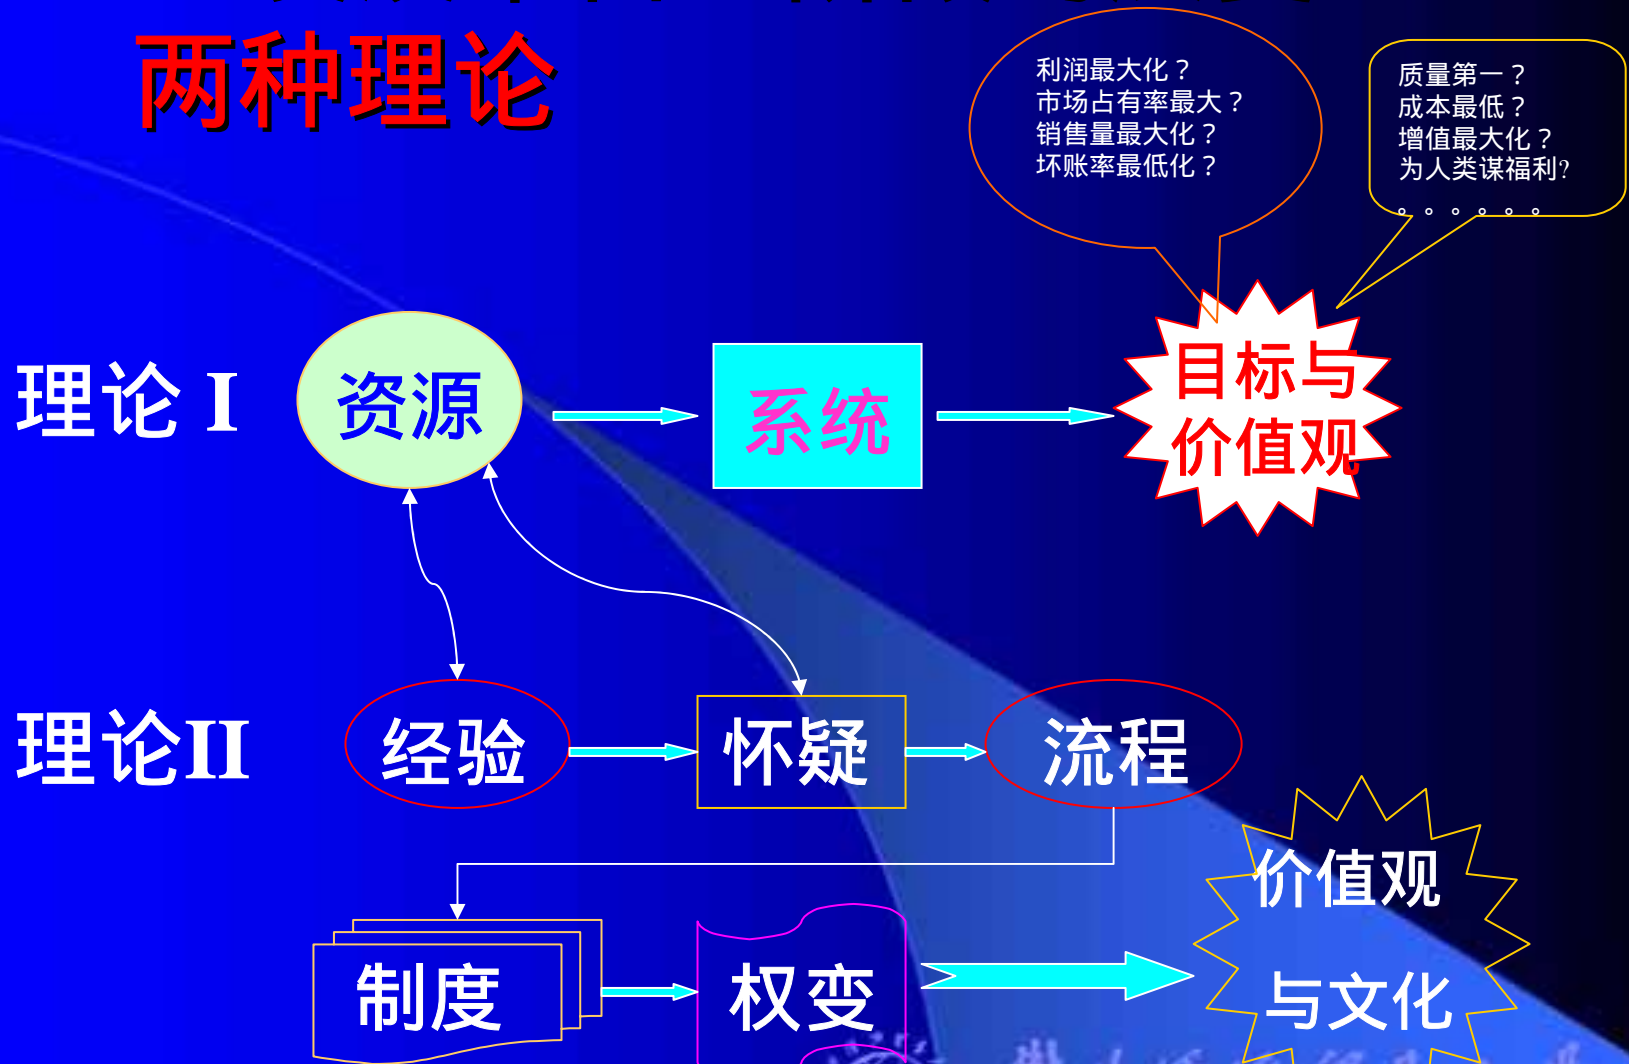 两种理论
利润最大化？
市场占有率最大？
销售量最大化？
坏账率最低化？
质量第一？
成本最低？
增值最大化？
为人类谋福利?
。。。。。。
理论 I
资源
系统
目标与
价值观
理论II
经验
怀疑
流程
价值观
与文化
制度
权变